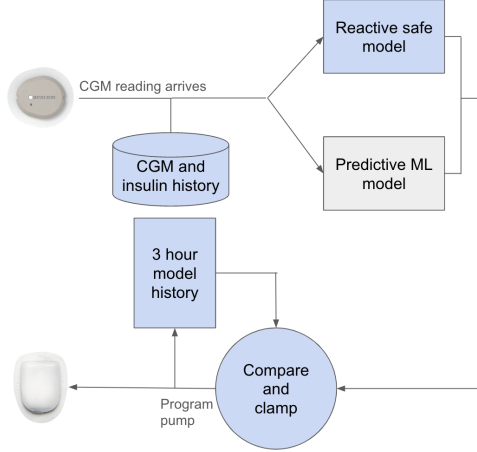 Reactive safe
model
CGM reading arrives
CGM and
insulin history
Predictive ML
model
3 hour
model
history
Compare
and
clamp
Program
pump